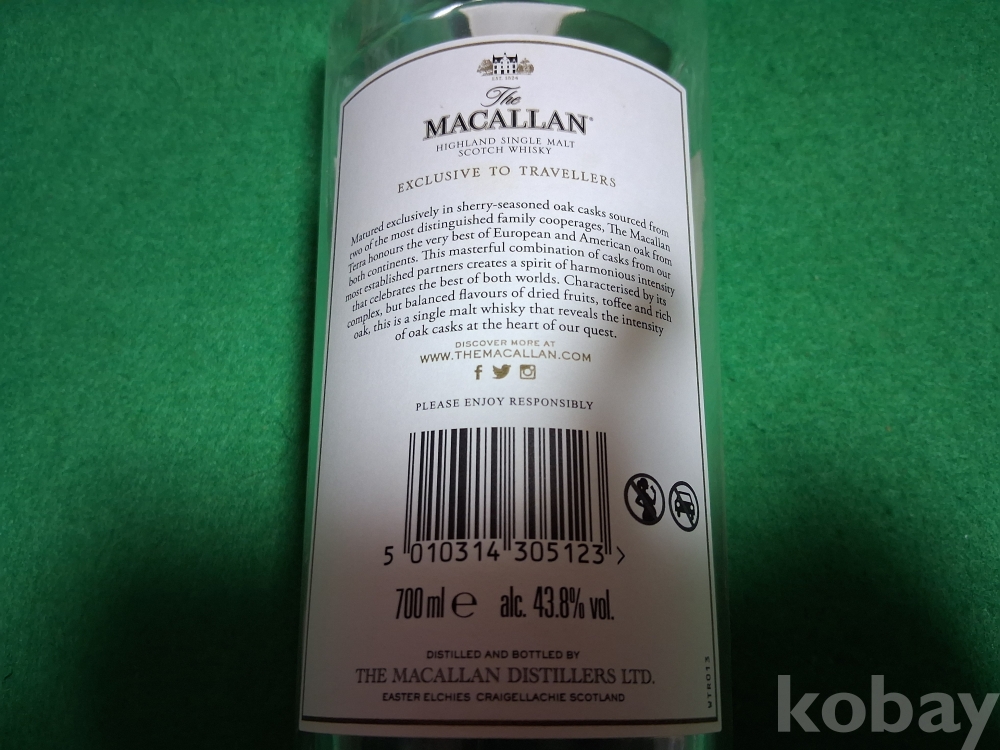 EST. 1824
The
MACALLAN®
HIGHLAND SINGLE MALT
SCOTCH WHISKY
EXCLUSIVE TO TRAVELLERS
Matured exclusively in sherry-seasoned oak casks sourced from
two of the most distinguished family cooperages, The Macallan
Terra honours the very best of European and American oak from
both continents. This masterful combination of casks from our
most established partners creates a spirit of harmonious intensity
that celebrates the best of both worlds. Characterised by its
complex, but balanced flavours of dried fruits, toffee and rich
oak, this is a single malt whisky that reveals the intensity
of oak casks at the heart of our quest.
DISCOVER MORE AT
WWW.THEMACALLAN.COM
PLEASE ENJOY RESPONSIBLY
5 010314 305123 >
700 ml e alc. 43.8% vol.
DISTILLED AND BOTTLED BY
THE MACALLAN DISTILLERS LTD.
EASTER ELCHIES CRAIGELLACHIE SCOTLAND
kobay